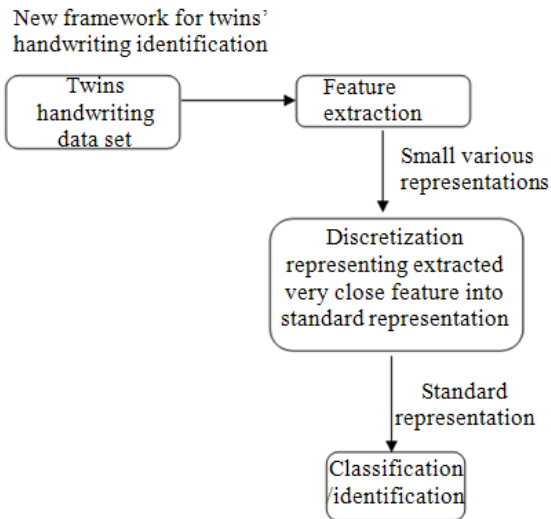 New framework for twins’
handwriting identification
Twins
handwriting
data set
Feature
extraction
Small various
representations
Discretization
representing extracted
very close feature into
standard representation
Standard
representation
Classification
/identification